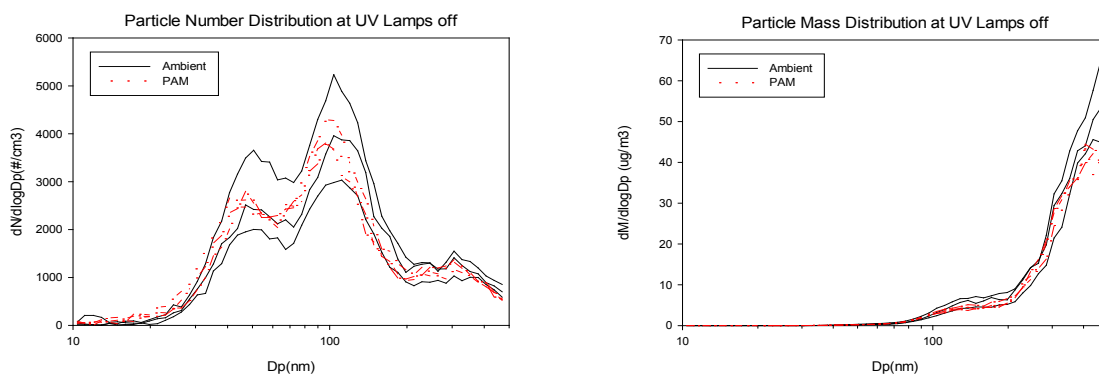 Particle Number Distribution at UV Lamps off
6000
5000
4000
3000
2000
1000
0
dN/dlogDp(#/cm3)
Ambient
PAM
10
100
Dp(nm)
Particle Mass Distribution at UV Lamps off
70
60
50
40
30
20
10
0
dM/dlogDp (ug/m3)
Ambient
PAM
10
100
Dp(nm)